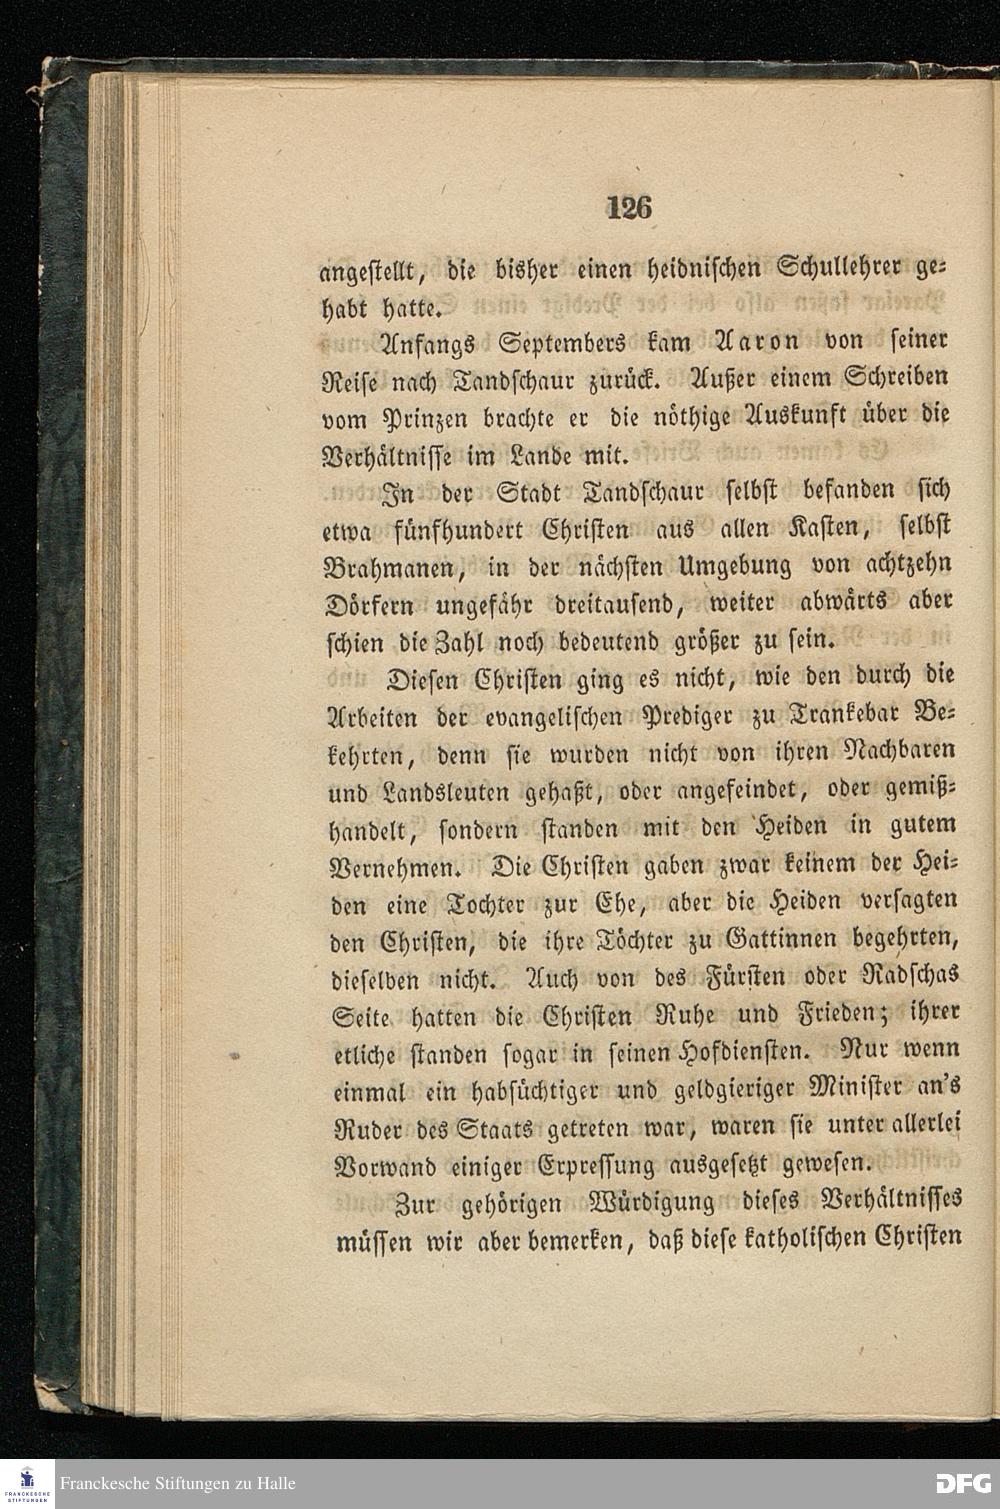 126
angestellt, die bisher einen heidnischen Schullehrer ge-
habt hatte.
Anfangs Septembers kam Aaron von seiner
Reise nach Tandschaur zurück. Außer einem Schreiben
vom Prinzen brachte er die nöthige Auskunft über die
Verhältnisse im Lande mit.
In der Stadt Tandschaur selbst befanden sich
etwa fünfhundert Christen aus allen Kasten, selbst
Brahmanen, in der nächsten Umgebung von achtzehn
Dörfern ungefähr dreitausend, weiter abwärts aber
schien die Zahl noch bedeutend größer zu sein.
Diesen Christen ging es nicht, wie den durch die
Arbeiten der evangelischen Prediger zu Trankebar Be-
kehrten, denn sie wurden nicht von ihren Nachbaren
und Landsleuten gehaßt, oder angefeindet, oder gemiß-
handelt, sondern standen mit den Heiden in gutem
Vernehmen. Die Christen gaben zwar keinem der Hei-
den eine Tochter zur Ehe, aber die Heiden versagten
den Christen, die ihre Töchter zu Gattinnen begehrten,
dieselben nicht. Auch von des Fürsten oder Radschas
Seite hatten die Christen Ruhe und Frieden; ihrer
etliche standen sogar in seinen Hofdiensten. Nur wenn
einmal ein habsüchtiger und geldgieriger Minister an's
Ruder des Staats getreten war, waren sie unter allerlei
Vorwand einiger Erpressung ausgesetzt gewesen.
Zur gehörigen Würdigung dieses Verhältnisses
müssen wir aber bemerken, daß diese katholischen Christen
FRANCKESCHE
STIFTUNGEN
Franckesche Stiftungen zu Halle
DFG